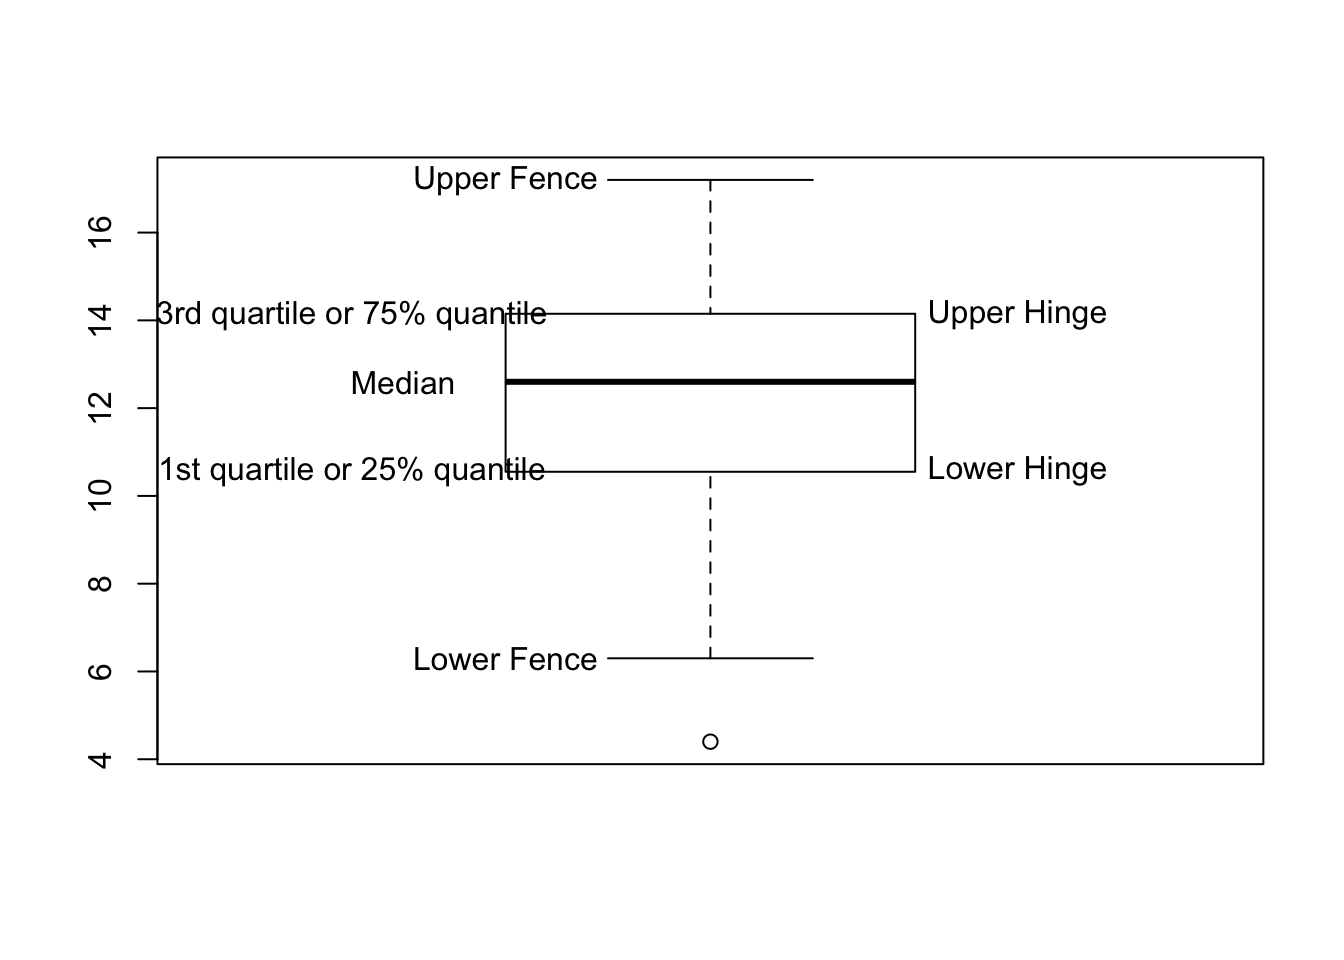 Upper Fence
16
3rd quartile or 75% quantile
Upper Hinge
14
Median
12
1st quartile or 25% quantile
Lower Hinge
10
8
Lower Fence
6
4